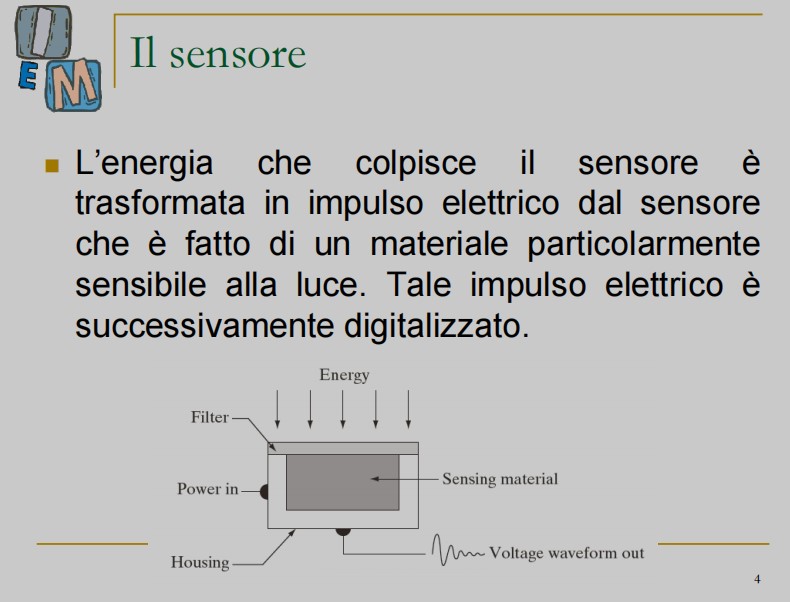 I
E M
Il sensore
L'energia che colpisce il sensore è
trasformata in impulso elettrico dal sensore
che è fatto di un materiale particolarmente
sensibile alla luce. Tale impulso elettrico è
successivamente digitalizzato.
Energy
Filter
Power in
Sensing material
Housing
Voltage waveform out
4